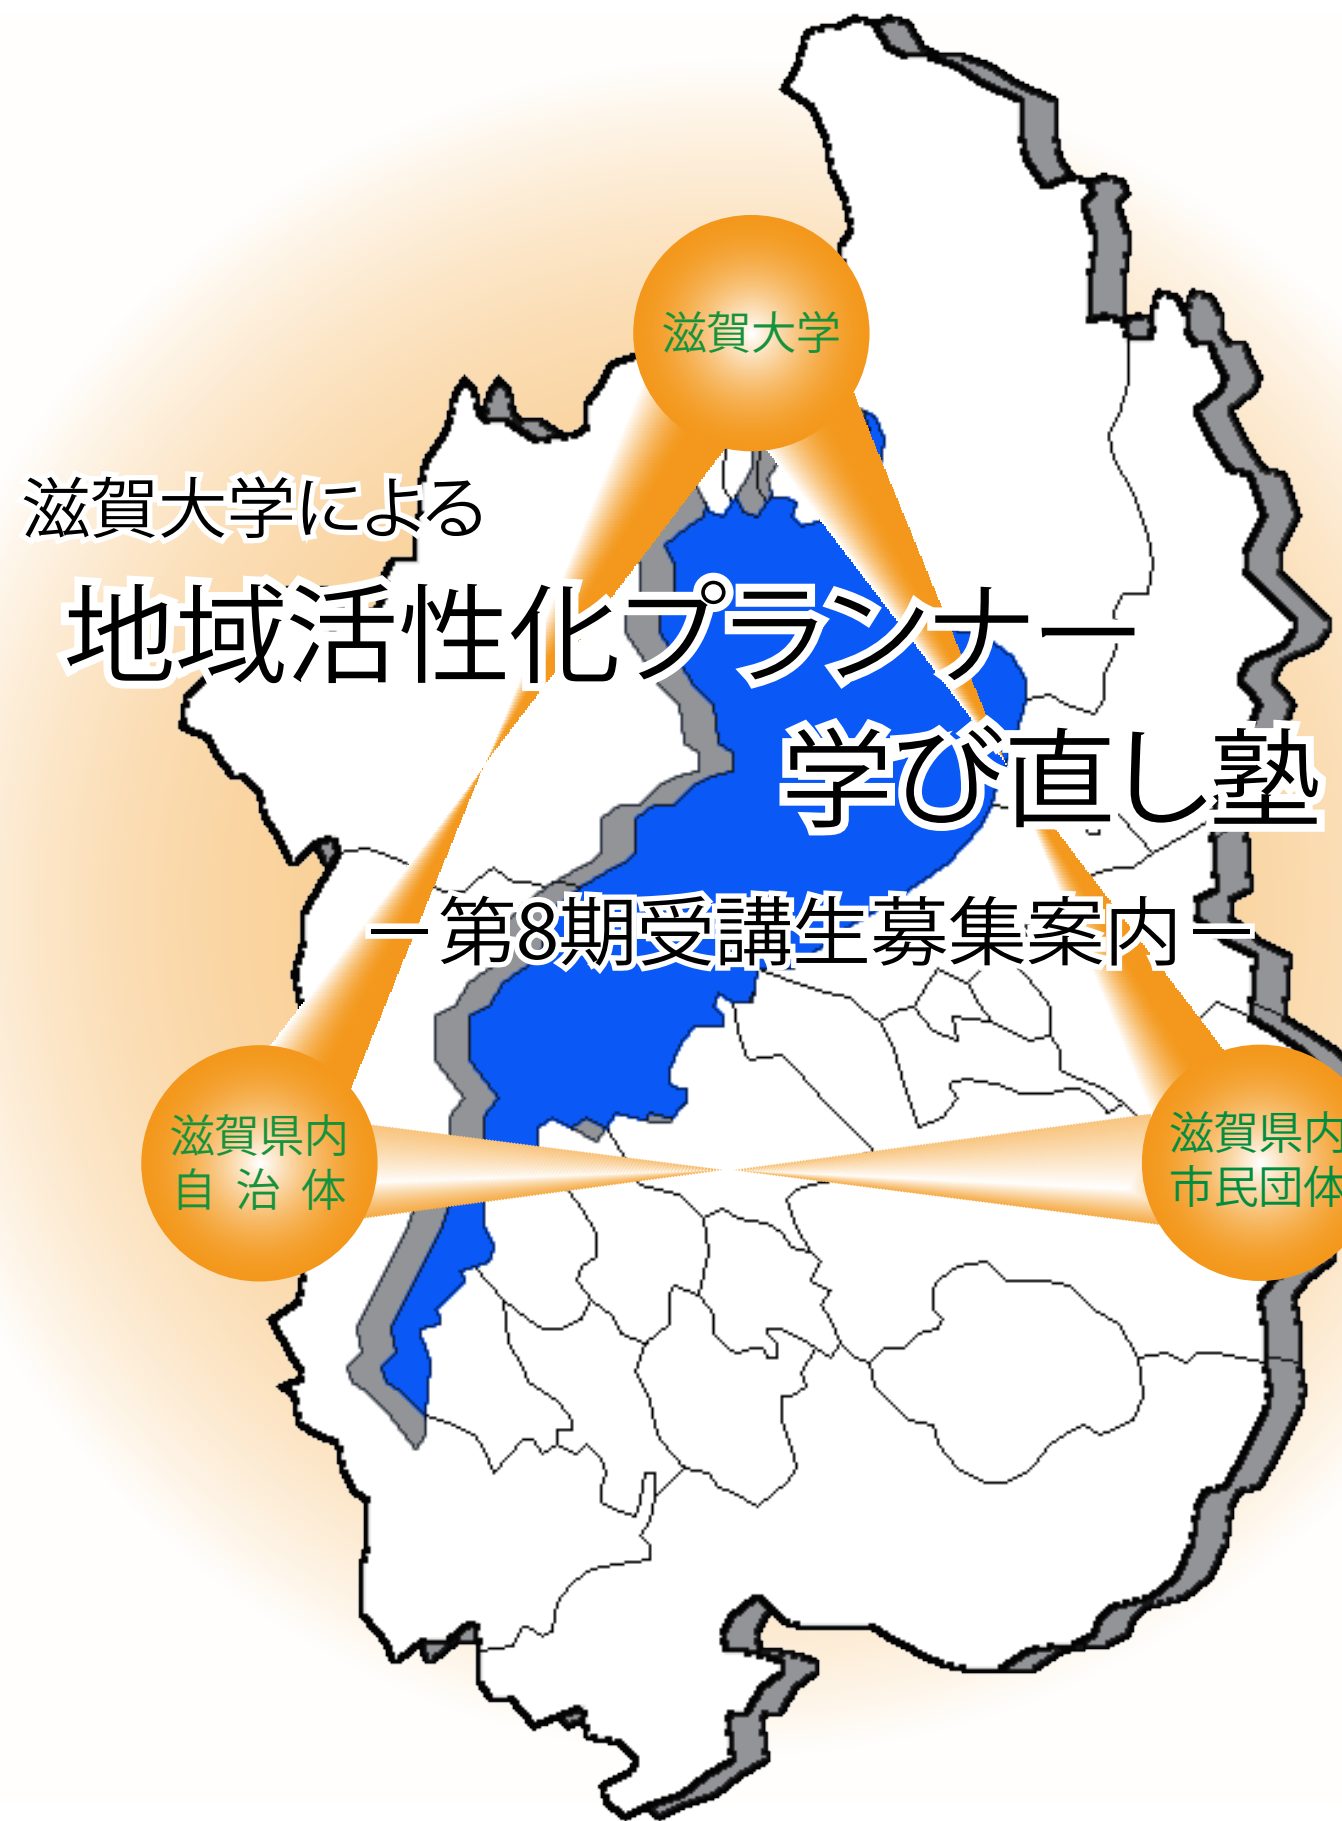 滋賀大学
滋賀大学による
地域活性化プランナー
学び直し塾
－第8期受講生募集案内－
滋賀県内
自治体
滋賀県内
市民団体